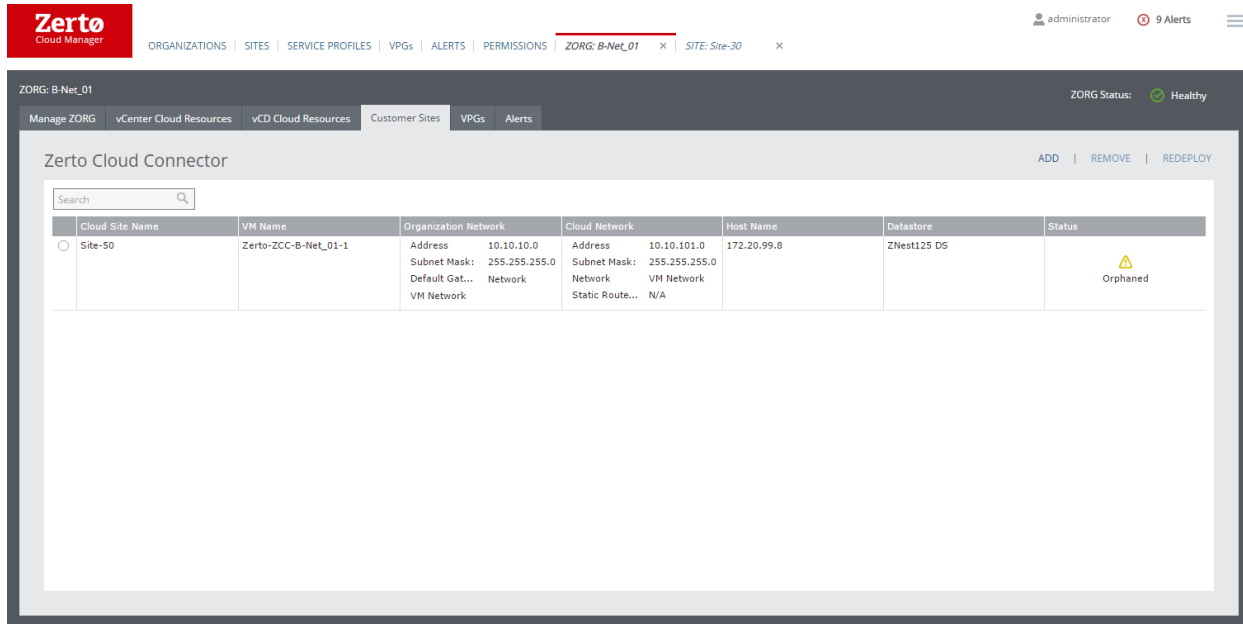 Zertø
Cloud Manager
administrator
9 Alerts
ORGANIZATIONS | SITES | SERVICE PROFILES | VPGs | ALERTS | PERMISSIONS | ZORG: B-Net_01 × | SITE: Site-30 ×
ZORG: B-Net_01
ZORG Status: Healthy
Manage ZORG vCenter Cloud Resources vCD Cloud Resources Customer Sites VPGs Alerts
Zerto Cloud Connector
ADD | REMOVE | REDEPLOY
Search
Cloud Site Name VM Name Organization Network Cloud Network Host Name Datastore Status
Site-50 Zerto-ZCC-B-Net_01-1 Address 10.10.10.0 Address 10.10.101.0 172.20.99.8 ZNest125 DS
Subnet Mask: 255.255.255.0 Subnet Mask: 255.255.255.0
Default Gat... Network Network VM Network
VM Network Static Route... N/A
Orphaned